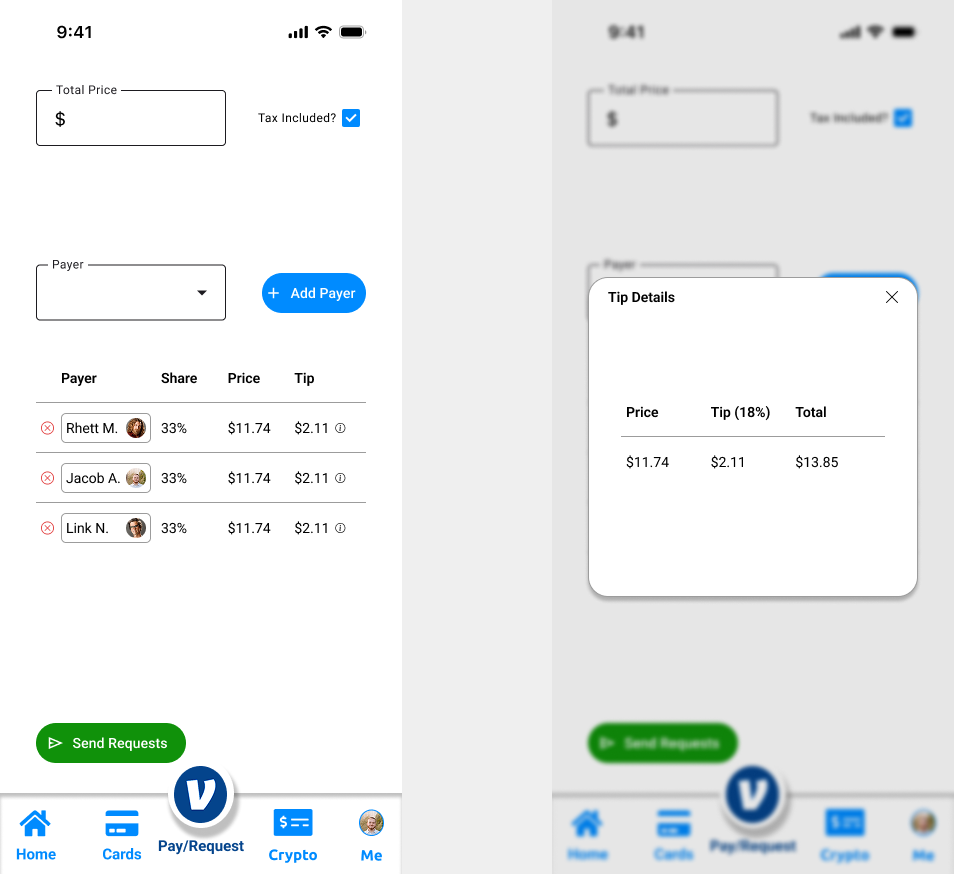 9:41
Total Price
$
Tax Included?
Payer
+ Add Payer
Payer Share Price Tip
Rhett M. 33% $11.74 $2.11
Jacob A. 33% $11.74 $2.11
Link N. 33% $11.74 $2.11
Send Requests
V
Home Cards Pay/Request $ Crypto Me
9:41
Total Price
$
Tax Included?
Payer
Tip Details
Price Tip (18%) Total
$11.74 $2.11 $13.85
Send Requests
V
Home Cards Pay/Request $ Crypto Me